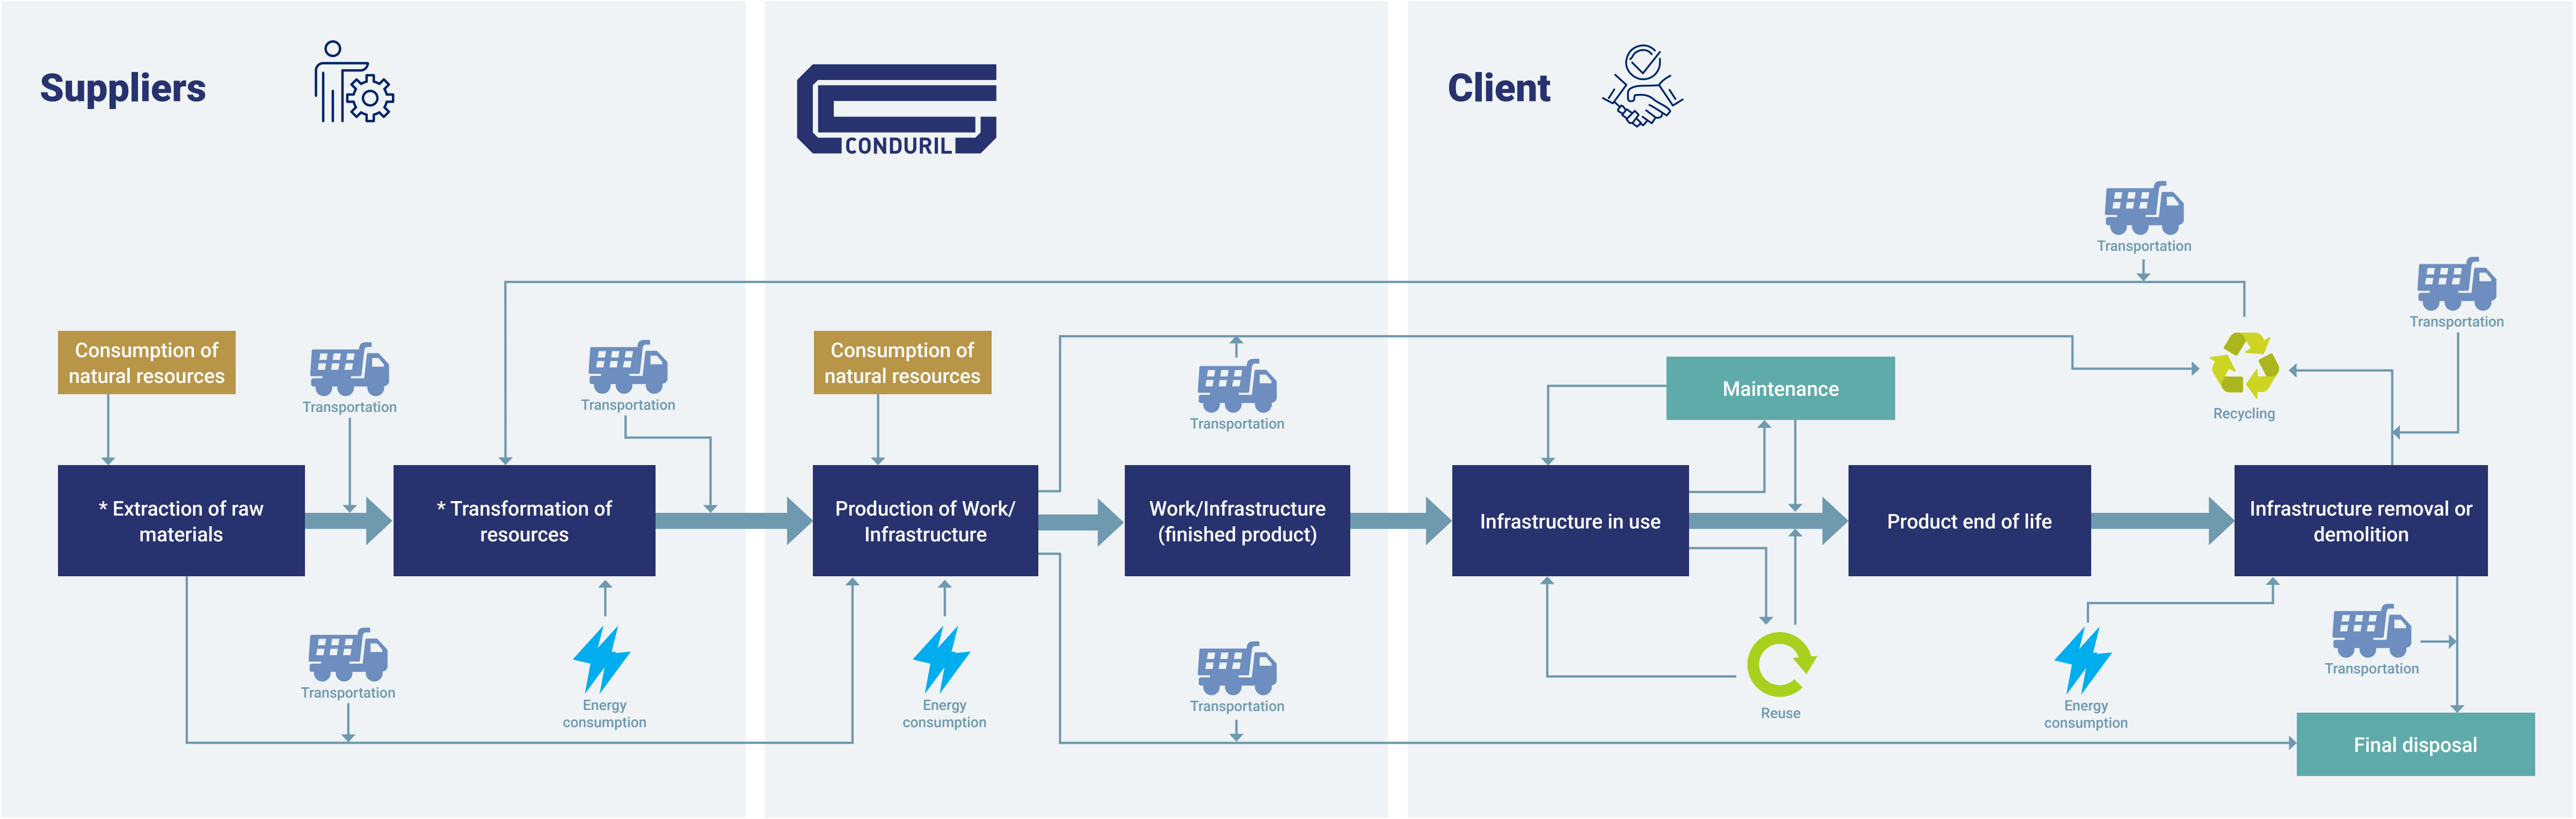 Suppliers
CONDURIL
Client
Transportation
Transportation
Consumption of
natural resources
Transportation
Transportation
Consumption of
natural resources
Transportation
Maintenance
Recycling
* Extraction of raw
materials
* Transformation of
resources
Production of Work/
Infrastructure
Work/Infrastructure
(finished product)
Infrastructure in use
Product end of life
Infrastructure removal or
demolition
Transportation
Energy
consumption
Energy
consumption
Transportation
Reuse
Energy
consumption
Transportation
Final disposal